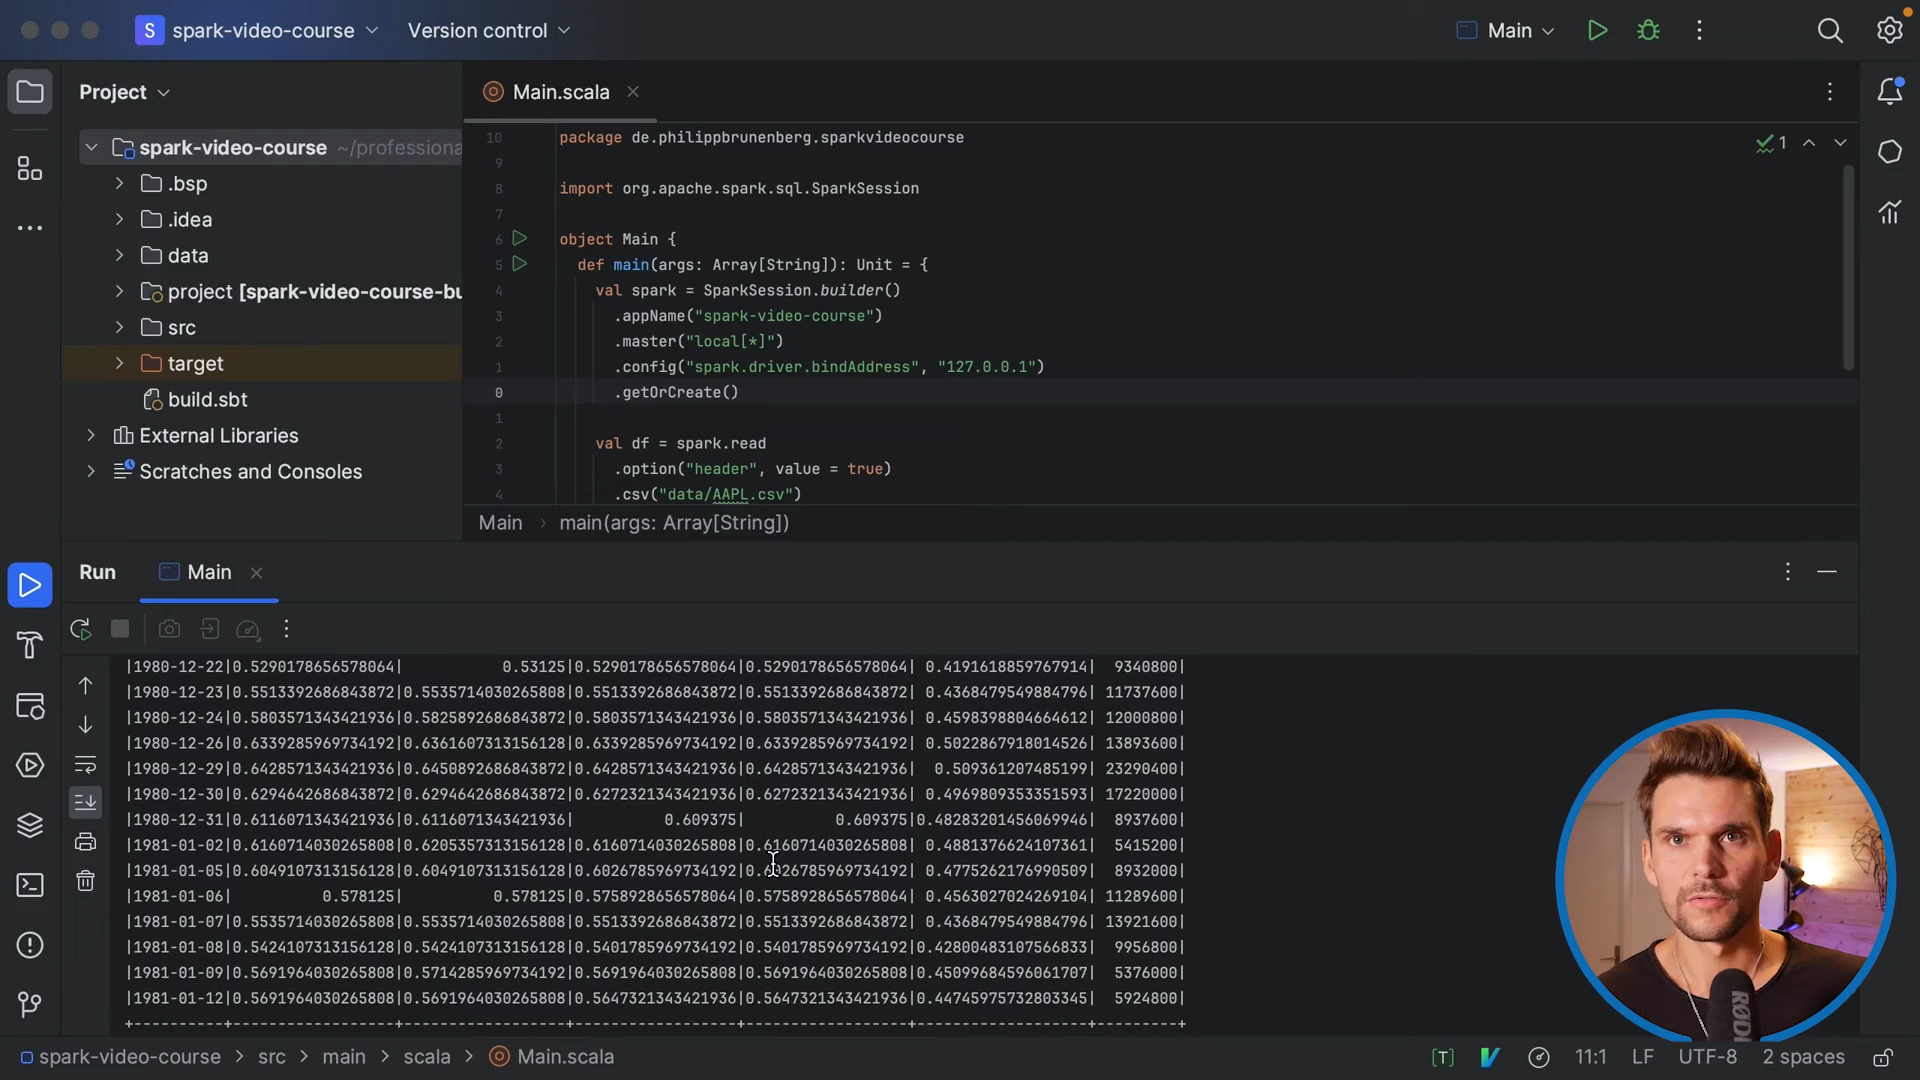 S spark-video-course Version control Main
Project
spark-video-course ~/professiona
.bsp
.idea
data
project [spark-video-course-bu
src
target
build.sbt
External Libraries
Scratches and Consoles
Main.scala
1
10 package de.philippbrunenberg.sparkvideocourse
9
8 import org.apache.spark.sql.SparkSession
7
6 object Main {
5 def main(args: Array[String]): Unit = {
4 val spark = SparkSession.builder()
3 .appName("spark-video-course")
2 .master("local[*]")
1 .config("spark.driver.bindAddress", "127.0.0.1")
0 .getOrCreate()
1
2 val df = spark.read
3 .option("header", value = true)
4 .csv("data/AAPL.csv")
Main > main(args: Array[String])
Run Main
|1980-12-22|0.5290178656578064| 0.53125|0.5290178656578064|0.5290178656578064| 0.4191618859767914| 9340800|
|1980-12-23|0.5513392686843872|0.5535714030265808|0.5513392686843872|0.5513392686843872| 0.4368479549884796| 11737600|
|1980-12-24|0.5803571343421936|0.5825892686843872|0.5803571343421936|0.5803571343421936| 0.4598398804664612| 12000800|
|1980-12-26|0.6339285969734192|0.6361607313156128|0.6339285969734192|0.6339285969734192| 0.5022867918014526| 13893600|
|1980-12-29|0.6428571343421936|0.6450892686843872|0.6428571343421936|0.6428571343421936| 0.509361207485199| 23290400|
|1980-12-30|0.6294642686843872|0.6294642686843872|0.6272321343421936|0.6272321343421936| 0.4969809353351593| 17220000|
|1980-12-31|0.6116071343421936|0.6116071343421936| 0.609375| 0.609375|0.48283201456069946| 8937600|
|1981-01-02|0.6160714030265808|0.6205357313156128|0.6160714030265808|0.6160714030265808| 0.4881376624107361| 5415200|
|1981-01-05|0.6049107313156128|0.6049107313156128|0.6026785969734192|0.6026785969734192| 0.4775262176990509| 8932000|
|1981-01-06| 0.578125| 0.578125|0.5758928656578064|0.5758928656578064| 0.4563027024269104| 11289600|
|1981-01-07|0.5535714030265808|0.5535714030265808|0.5513392686843872|0.5513392686843872| 0.4368479549884796| 13921600|
|1981-01-08|0.5424107313156128|0.5424107313156128|0.5401785969734192|0.5401785969734192|0.42800483107566833| 9956800|
|1981-01-09|0.5691964030265808|0.5714285969734192|0.5691964030265808|0.5691964030265808|0.45099684596061707| 5376000|
|1981-01-12|0.5691964030265808|0.5691964030265808|0.5647321343421936|0.5647321343421936|0.44745975732803345| 5924800|
+----------+------------------+------------------+------------------+------------------+-------------------+---------+
RØDE
spark-video-course > src > main > scala > Main.scala [T] 11:1 LF UTF-8 2 spaces